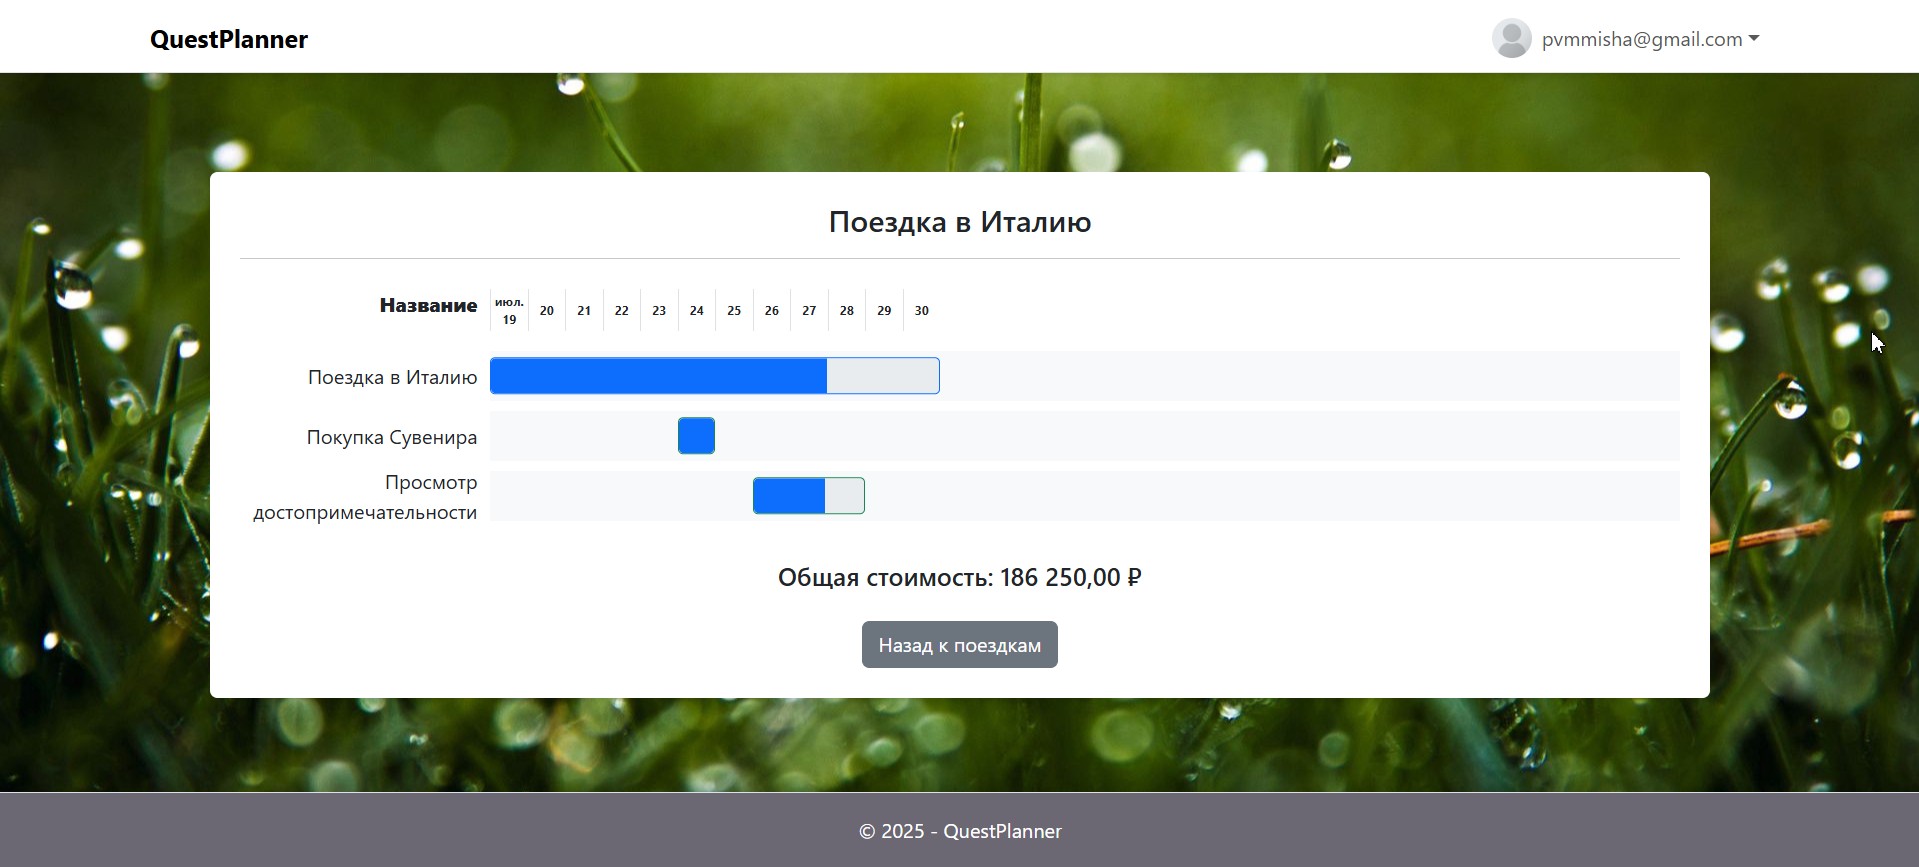 QuestPlanner
pvmmisha@gmail.com
Поездка в Италию
Название
июл.
19 20 21 22 23 24 25 26 27 28 29 30
Поездка в Италию
Покупка Сувенира
Просмотр
достопримечательности
Общая стоимость: 186 250,00 ₽
Назад к поездкам
© 2025 - QuestPlanner